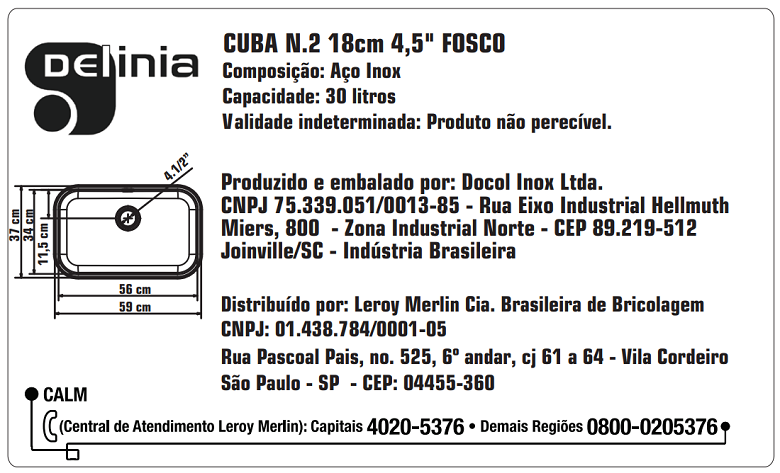 Delinia
CUBA N.2 18cm 4,5" FOSCO
Composição: Aço Inox
Capacidade: 30 litros
Validade indeterminada: Produto não perecível.
4.1/2"
37 cm
34 cm
11,5 cm
56 cm
59 cm
Produzido e embalado por: Docol Inox Ltda.
CNPJ 75.339.051/0013-85 - Rua Eixo Industrial Hellmuth
Miers, 800 - Zona Industrial Norte - CEP 89.219-512
Joinville/SC - Indústria Brasileira
Distribuído por: Leroy Merlin Cia. Brasileira de Bricolagem
CNPJ: 01.438.784/0001-05
Rua Pascoal Pais, no. 525, 6º andar, cj 61 a 64 - Vila Cordeiro
São Paulo - SP - CEP: 04455-360
CALM
(Central de Atendimento Leroy Merlin): Capitais 4020-5376 • Demais Regiões 0800-0205376